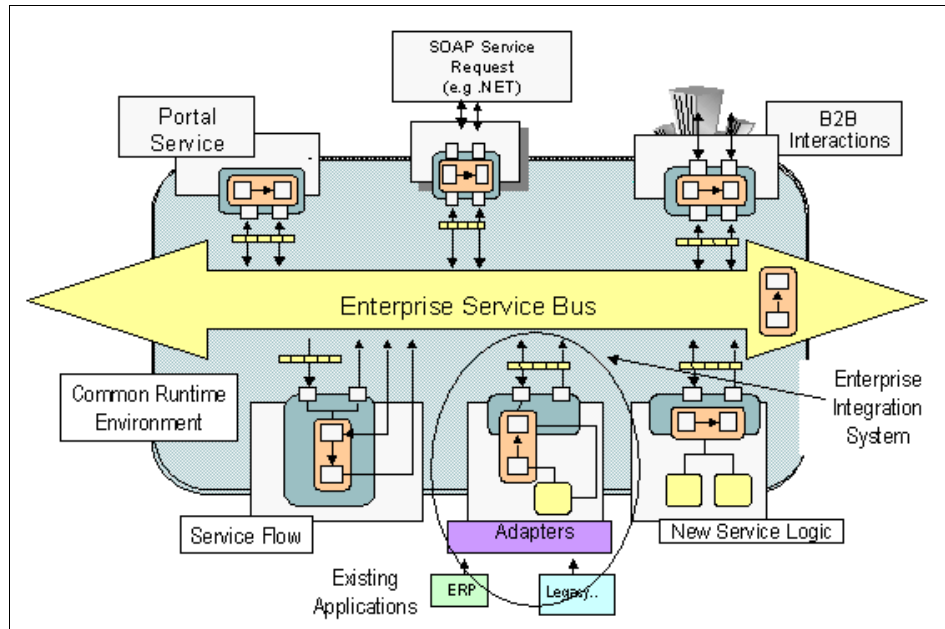 SOAP Service
Request
(e.g .NET)
Portal
Service
B2B
Interactions
Enterprise Service Bus
Common Runtime
Environment
Enterprise
Integration
System
Service Flow
Adapters
New Service Logic
Existing
Applications
ERP
Legacy...